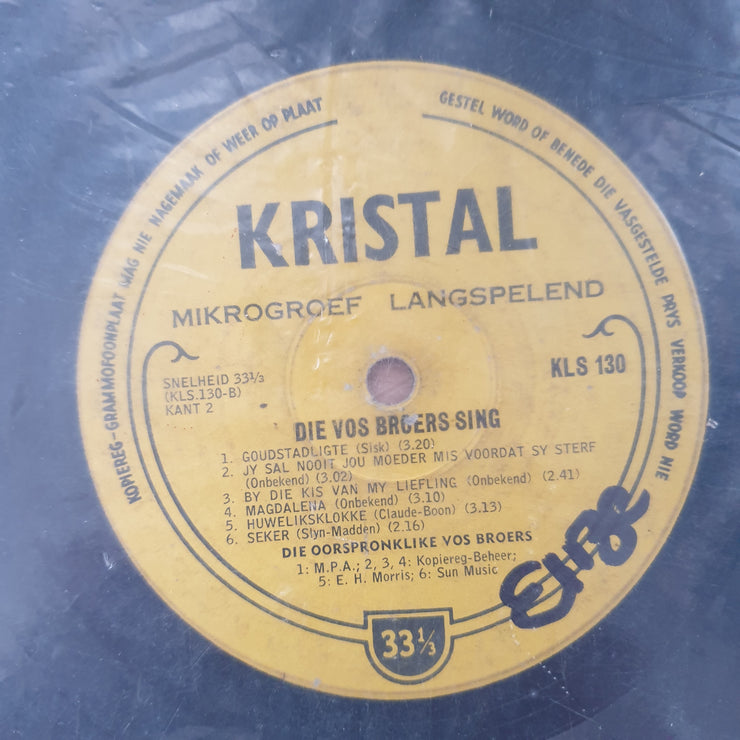 KOPIEREG-GRAMMOFOONPLAAT MAG NIE NAGEMAAK OF WEER OP PLAAT
GESTEL WORD OF BENEDE DIE VASGESTELDE PRYS VERKOOP WORD NIE
KRISTAL
MIKROGROEF LANGSPELEND
SNELHEID 33⅓
(KLS.130-B)
KANT 2
KLS 130
DIE VOS BROERS SING
1. GOUDSTADLIGTE (Sisk) (3.20)
2. JY SAL NOOIT JOU MOEDER MIS VOORDAT SY STERF
(Onbekend) (3.02)
3. BY DIE KIS VAN MY LIEFLING (Onbekend) (2.41)
4. MAGDALENA (Onbekend) (3.10)
5. HUWELIKSKLOKKE (Claude-Boon) (3.13)
6. SEKER (Slyn-Madden) (2.16)
DIE OORSPRONKLIKE VOS BROERS
1: M.P.A.; 2, 3, 4: Kopiereg-Beheer;
5: E. H. Morris; 6: Sun Music
33⅓